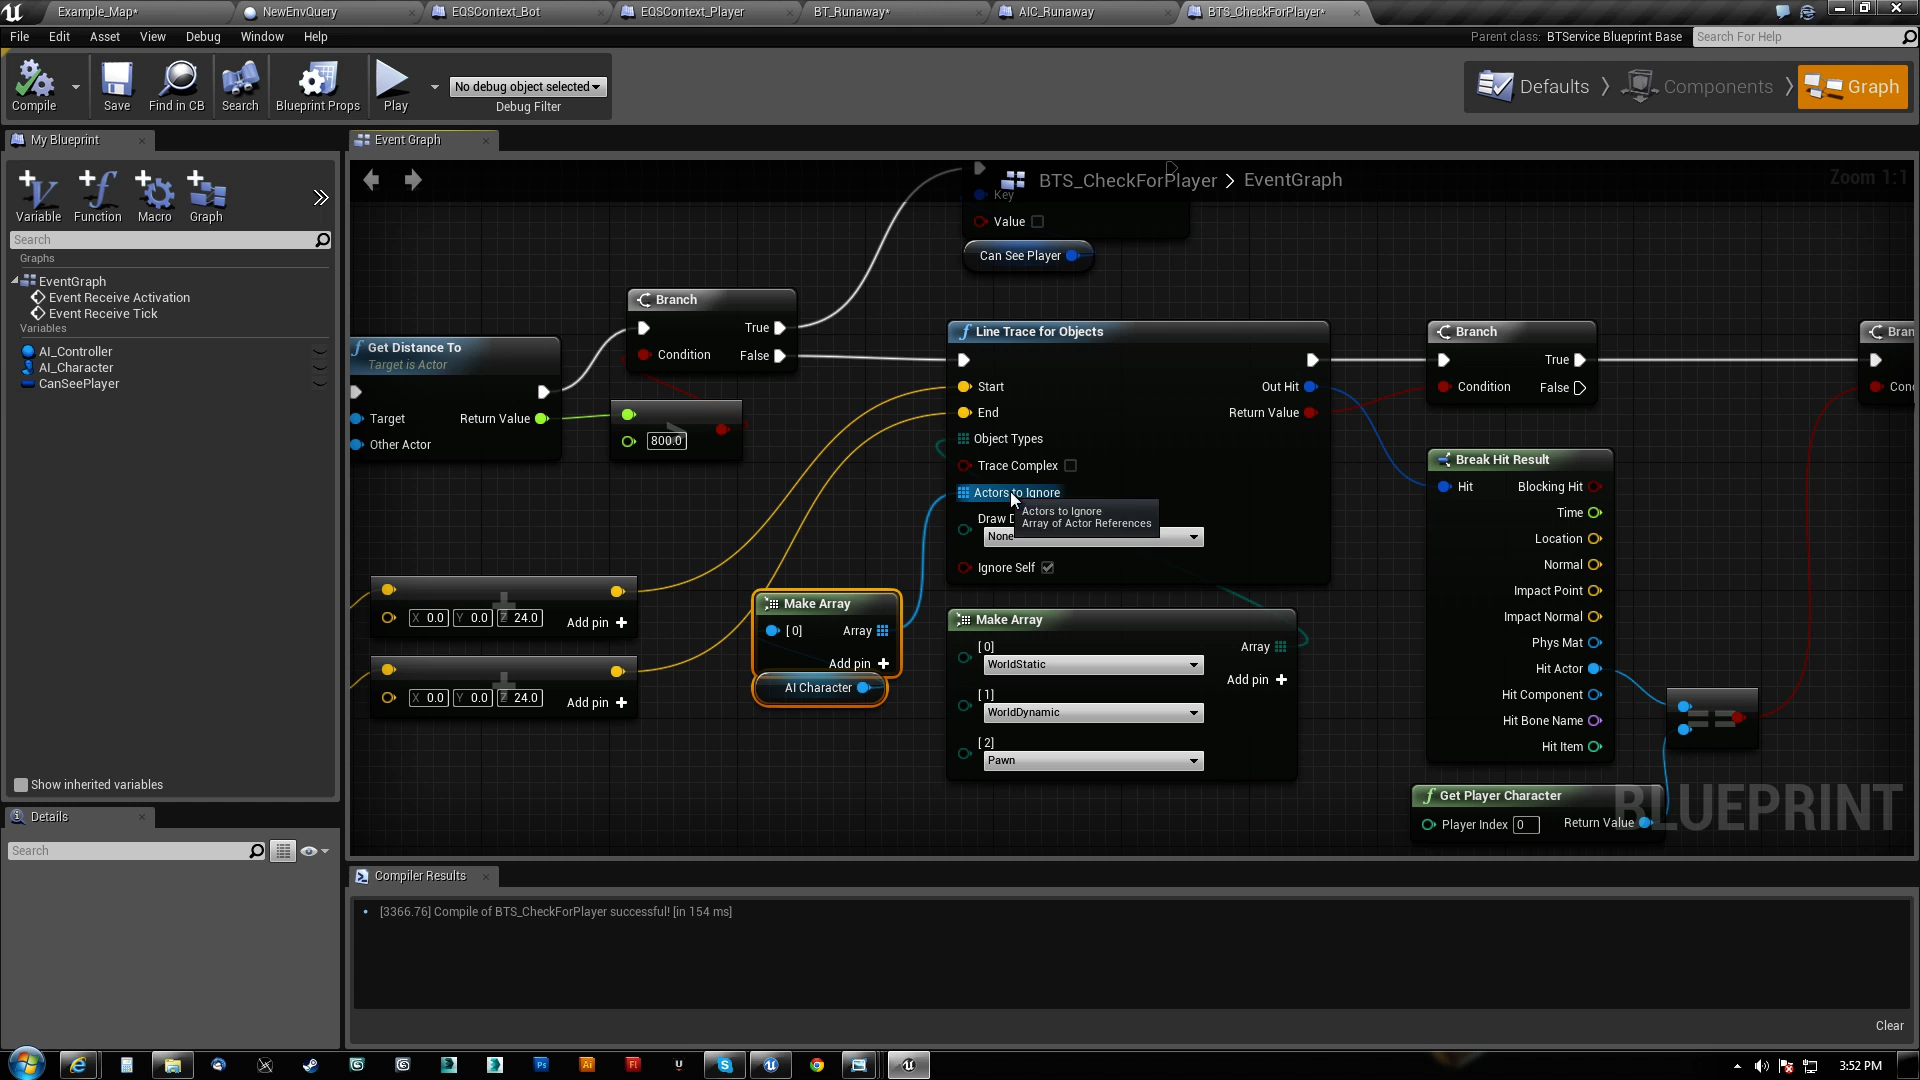 Example_Map*
NewEnvQuery
EQSContext_Bot
EQSContext_Player
BT_Runaway*
AIC_Runaway
BTS_CheckForPlayer*
File Edit Asset View Debug Window Help
Parent class: BTService Blueprint Base
Search For Help
Compile
Save
Find in CB
Search
Blueprint Props
Play
No debug object selected
Debug Filter
Defaults
Components
Graph
My Blueprint
Event Graph
Variable
Function
Macro
Graph
Search
Graphs
EventGraph
Event Receive Activation
Event Receive Tick
Variables
AI_Controller
AI_Character
CanSeePlayer
Show inherited variables
Details
Search
BTS_CheckForPlayer > EventGraph
Zoom 1:1
Key
Value
Can See Player
Branch
True
Condition
False
Get Distance To
Target is Actor
Target
Return Value
Other Actor
800.0
Line Trace for Objects
Start
Out Hit
End
Return Value
Object Types
Trace Complex
Actors to Ignore
Actors to Ignore
Array of Actor References
Draw D
None
Ignore Self
Branch
True
Condition
False
Bran
Cond
Break Hit Result
Hit
Blocking Hit
Time
Location
Normal
Impact Point
Impact Normal
Phys Mat
Hit Actor
Hit Component
Hit Bone Name
Hit Item
X 0.0 Y 0.0 Z 24.0
Add pin +
X 0.0 Y 0.0 Z 24.0
Add pin +
Make Array
[0]
Array
Add pin +
AI Character
Make Array
[0]
Array
WorldStatic
Add pin +
[1]
WorldDynamic
[2]
Pawn
==
Get Player Character
Player Index 0
Return Value
BLUEPRINT
Compiler Results
[3366.76] Compile of BTS_CheckForPlayer successful! [in 154 ms]
Clear
3:52 PM